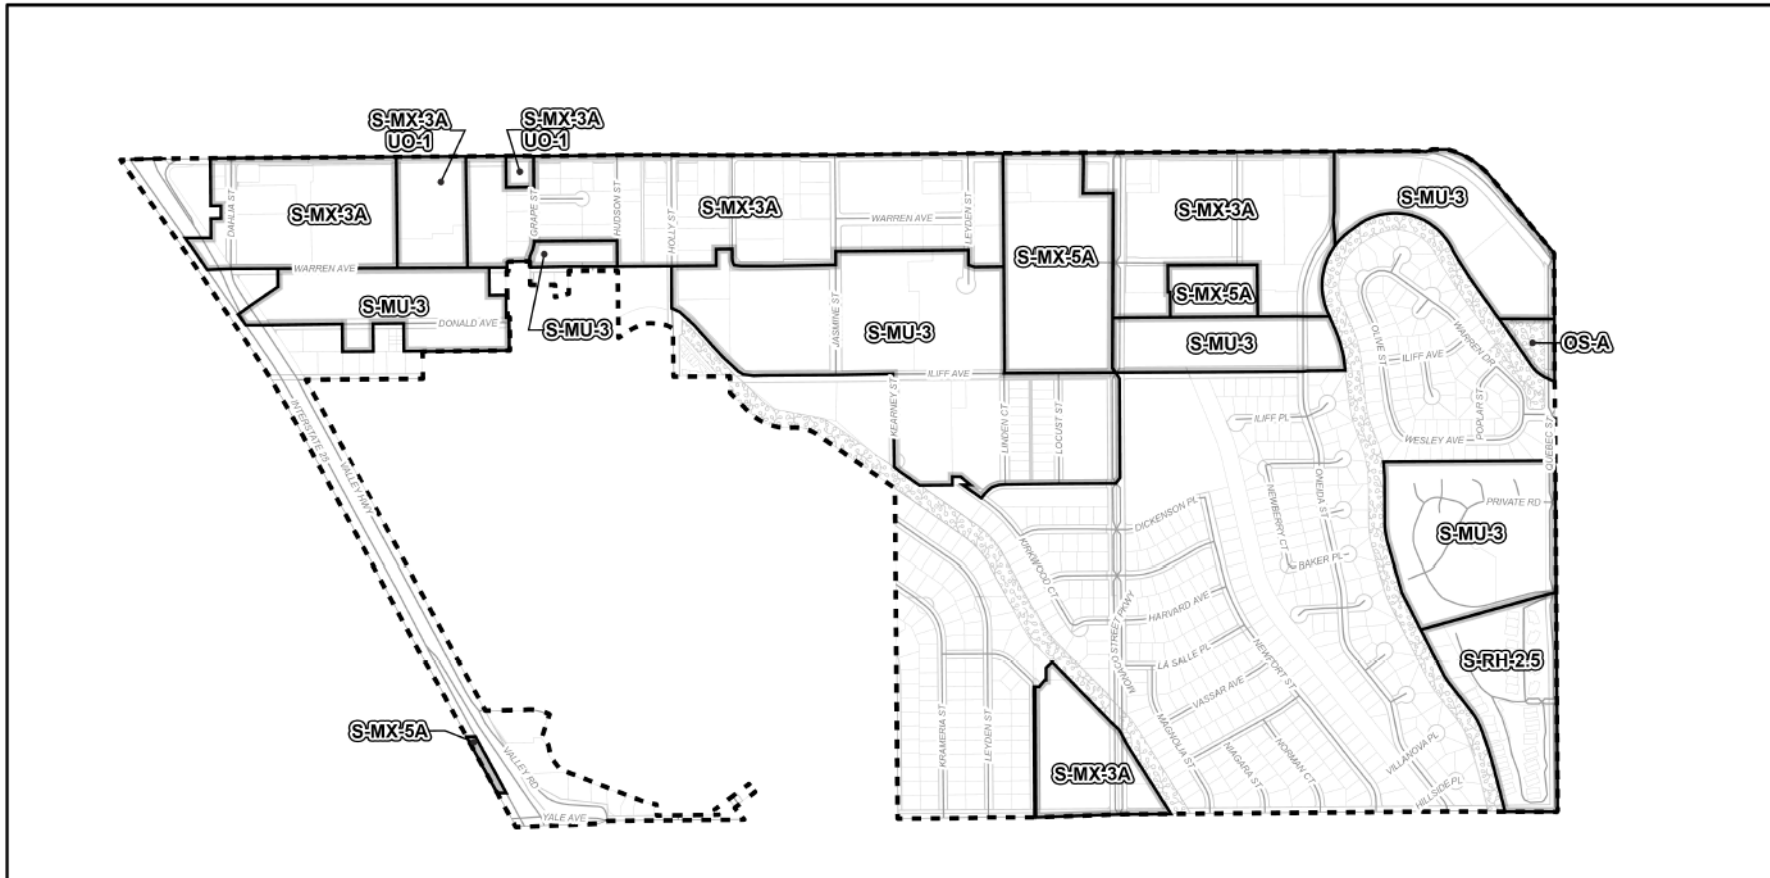 S-MX-3A
UO-1
S-MX-3A
UO-1
S-MX-3A
S-MX-3A
S-MX-3A
S-MU-3
DAHLIA ST
GRAPE ST
HUDSON ST
HOLLY ST
WARREN AVE
LEYDEN ST
S-MX-5A
WARREN AVE
S-MU-3
DONALD AVE
S-MU-3
JASMINE ST
S-MU-3
S-MX-5A
S-MU-3
OLIVE ST
WARREN DR
ILIFF AVE
OS-A
ILIFF AVE
KEARNEY ST
LINDEN CT
LOCUST ST
ILIFF PL
POPLAR ST
WESLEY AVE
QUEBEC ST
INTERSTATE 25
VALLEY HWY
ONEIDA ST
NEWBERRY CT
DICKENSON PL
PRIVATE RD
S-MU-3
KIRKWOOD CT
BAKER PL
HARVARD AVE
MONACO STREET PKWY
LA SALLE PL
NEWPORT ST
VASSAR AVE
S-RH-2.5
KRAMERIA ST
LEYDEN ST
MAGNOLIA ST
NIAGARA ST
NORMAN CT
VILLANOVA PL
HILLSIDE PL
S-MX-5A
VALLEY RD
S-MX-3A
YALE AVE